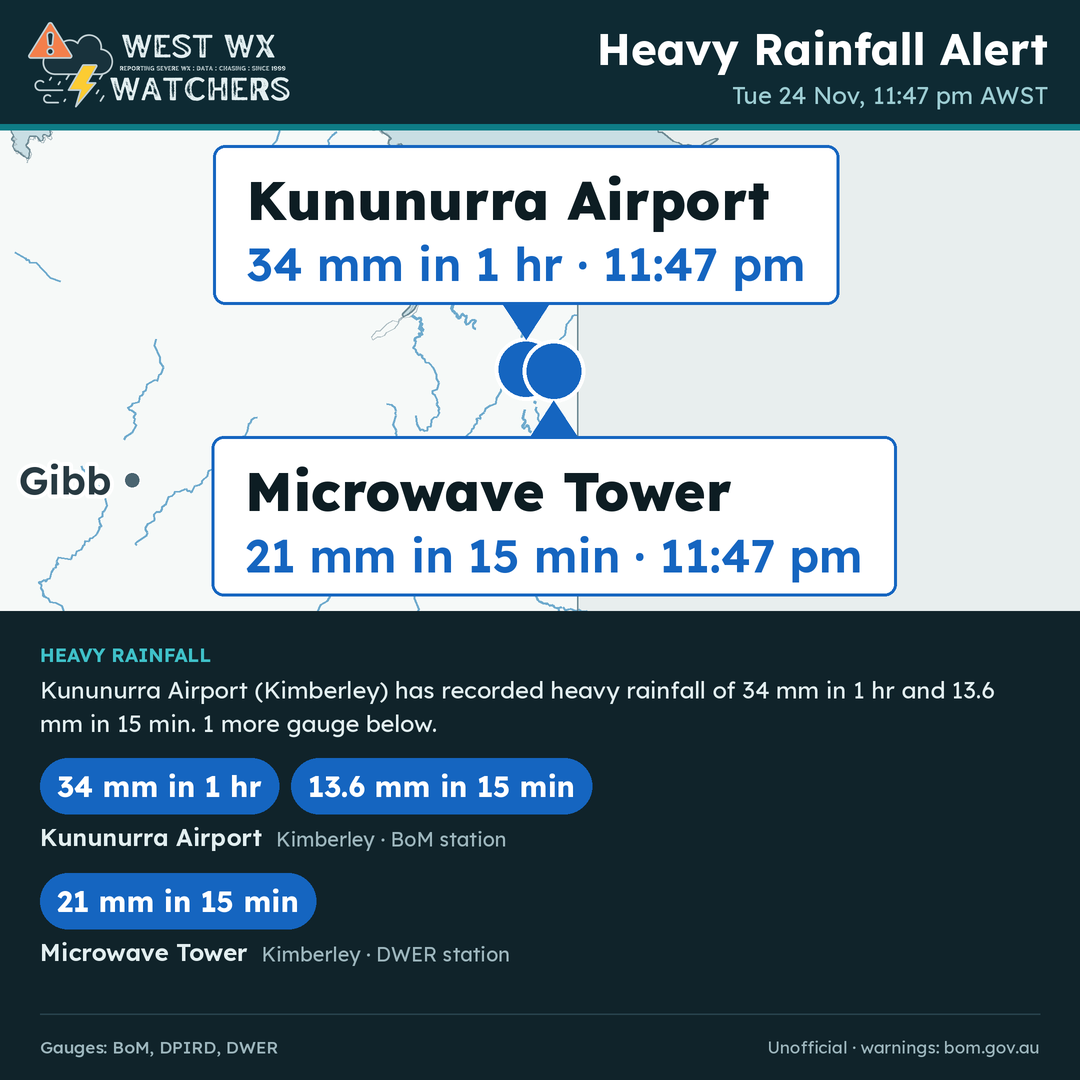 WEST WX
REPORTING SEVERE WX : DATA : CHASING : SINCE 1999
WATCHERS
Heavy Rainfall Alert
Tue 24 Nov, 11:47 pm AWST
Kununurra Airport
34 mm in 1 hr · 11:47 pm
Gibb
Microwave Tower
21 mm in 15 min · 11:47 pm
HEAVY RAINFALL
Kununurra Airport (Kimberley) has recorded heavy rainfall of 34 mm in 1 hr and 13.6
mm in 15 min. 1 more gauge below.
34 mm in 1 hr 13.6 mm in 15 min
Kununurra Airport Kimberley · BoM station
21 mm in 15 min
Microwave Tower Kimberley · DWER station
Gauges: BoM, DPIRD, DWER
Unofficial · warnings: bom.gov.au